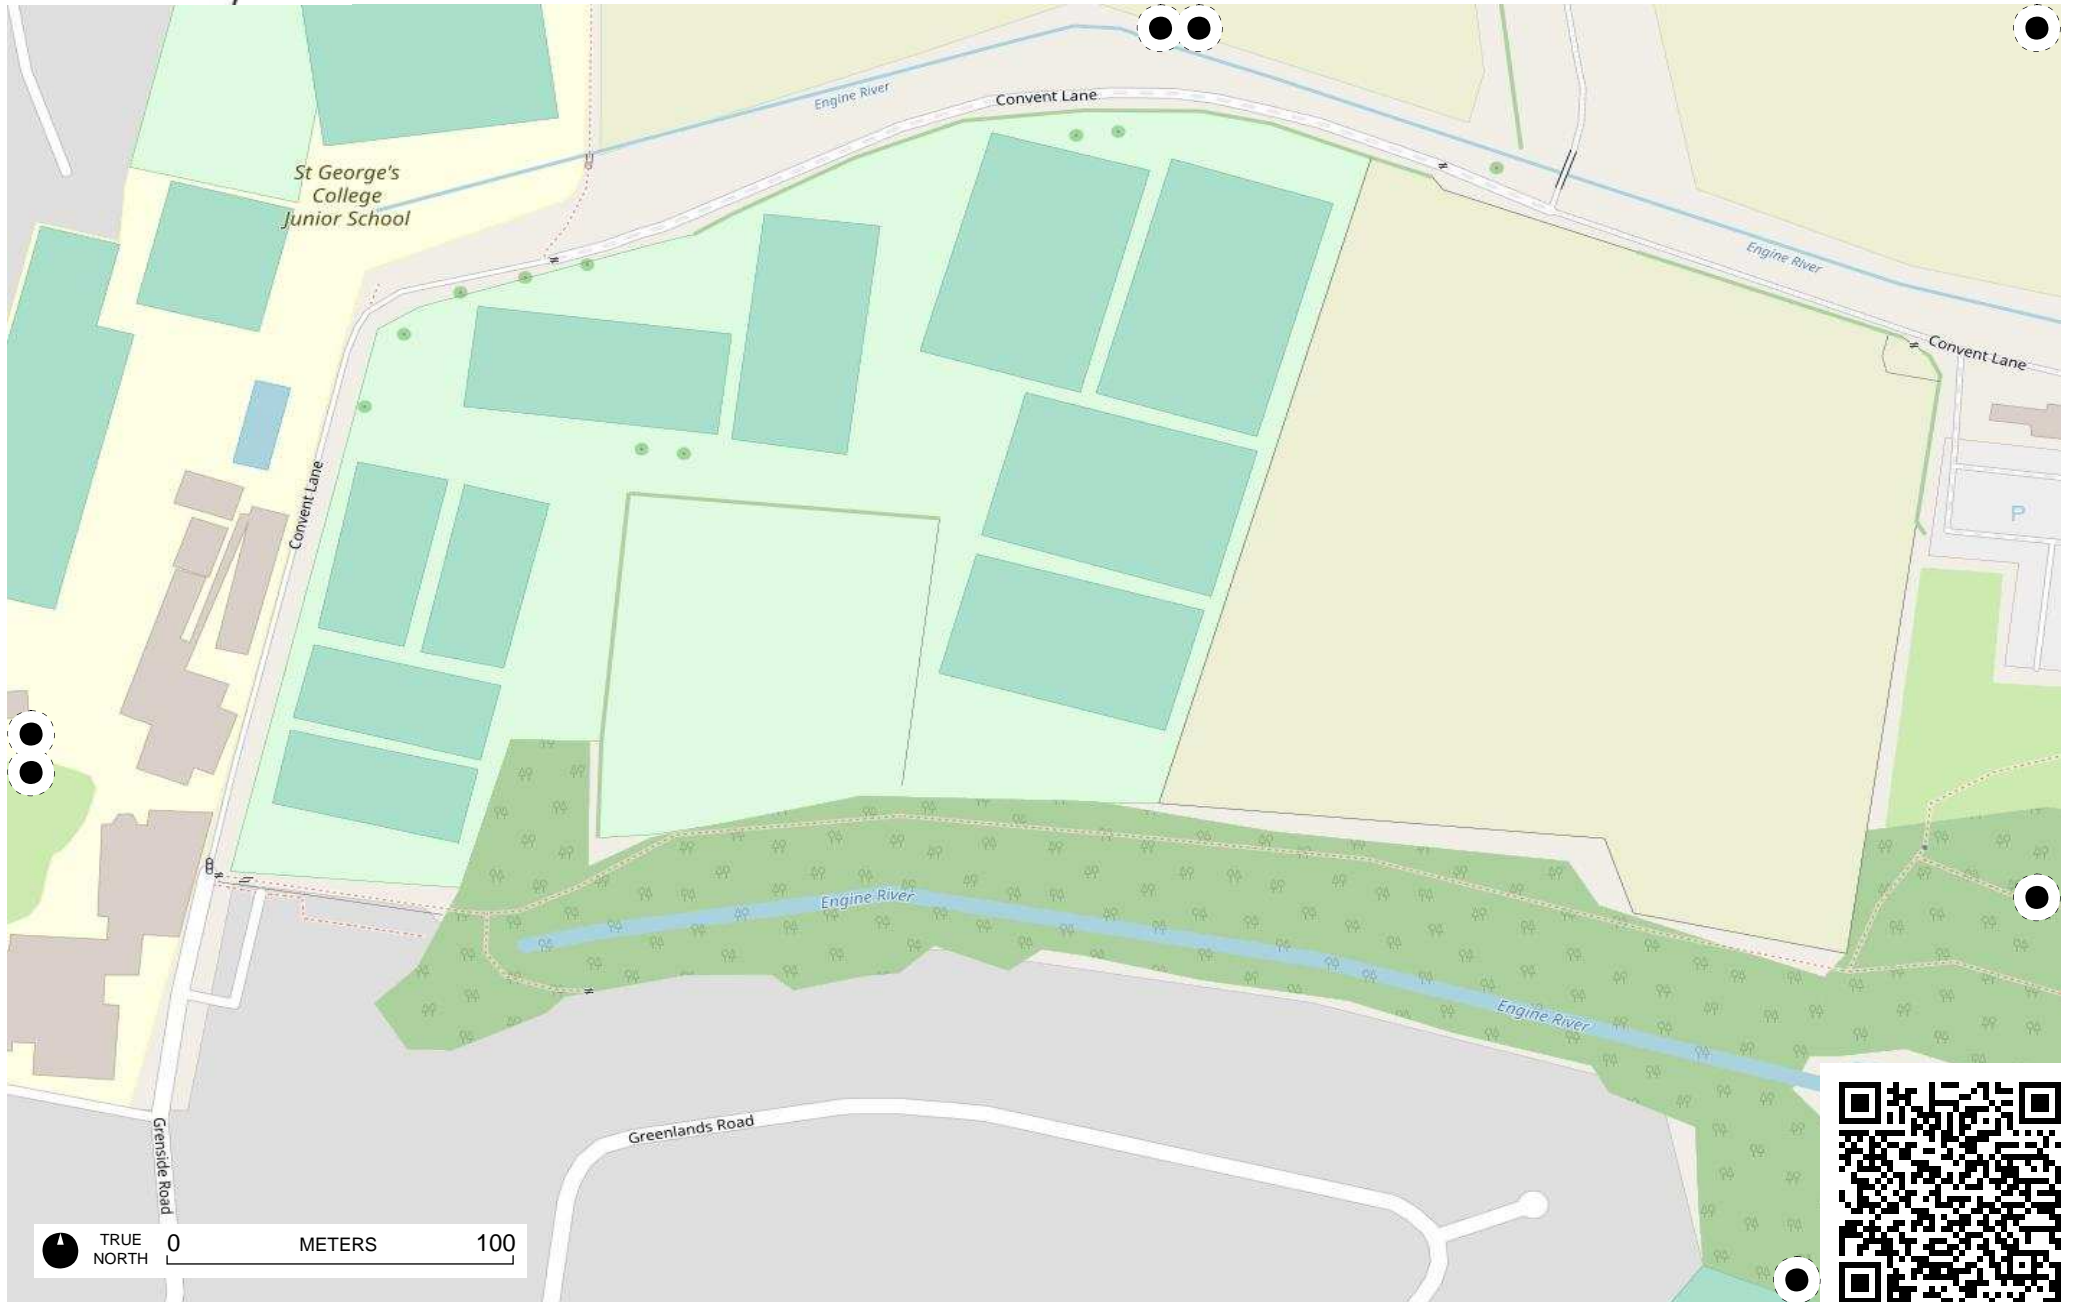 Engine River
Convent Lane
St George's
College
Junior School
Engine River
Convent Lane
Convent Lane
P
Engine River
Engine River
Greenlands Road
Grenside Road
TRUE
NORTH
0 METERS 100